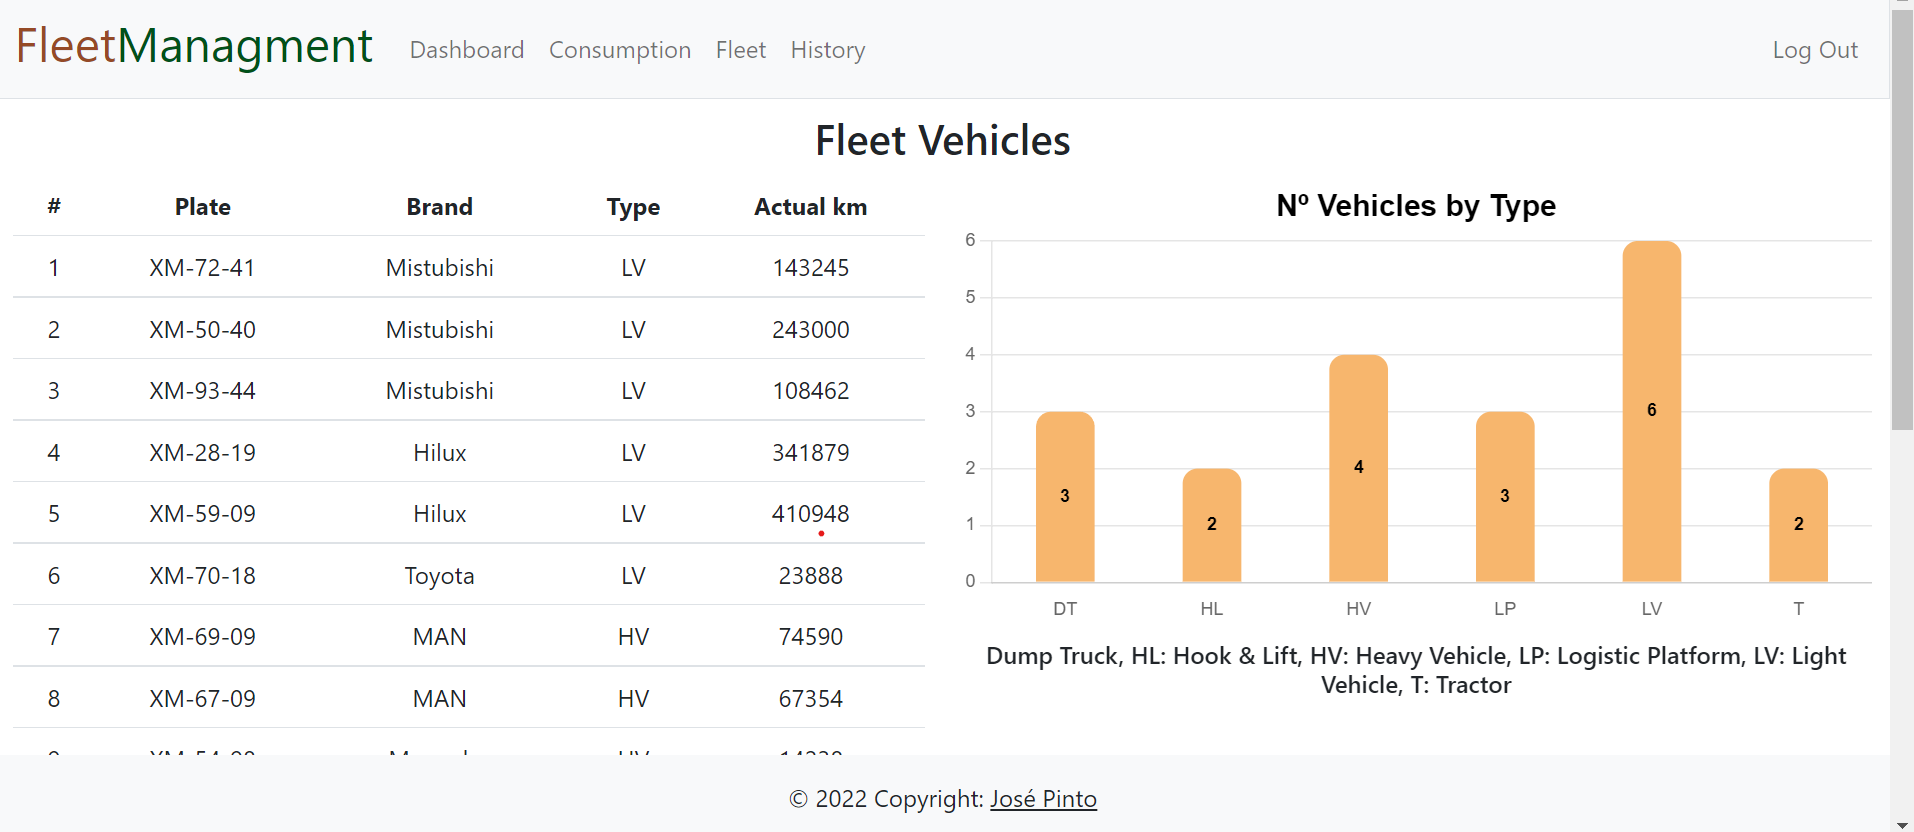 FleetManagment Dashboard Consumption Fleet History Log Out
Fleet Vehicles
# Plate Brand Type Actual km
1 XM-72-41 Mistubishi LV 143245
2 XM-50-40 Mistubishi LV 243000
3 XM-93-44 Mistubishi LV 108462
4 XM-28-19 Hilux LV 341879
5 XM-59-09 Hilux LV 410948
6 XM-70-18 Toyota LV 23888
7 XM-69-09 MAN HV 74590
8 XM-67-09 MAN HV 67354
Nº Vehicles by Type
6
5
4
3
2
1
0
3 2 4 3 6 2
DT HL HV LP LV T
Dump Truck, HL: Hook & Lift, HV: Heavy Vehicle, LP: Logistic Platform, LV: Light
Vehicle, T: Tractor
© 2022 Copyright: José Pinto